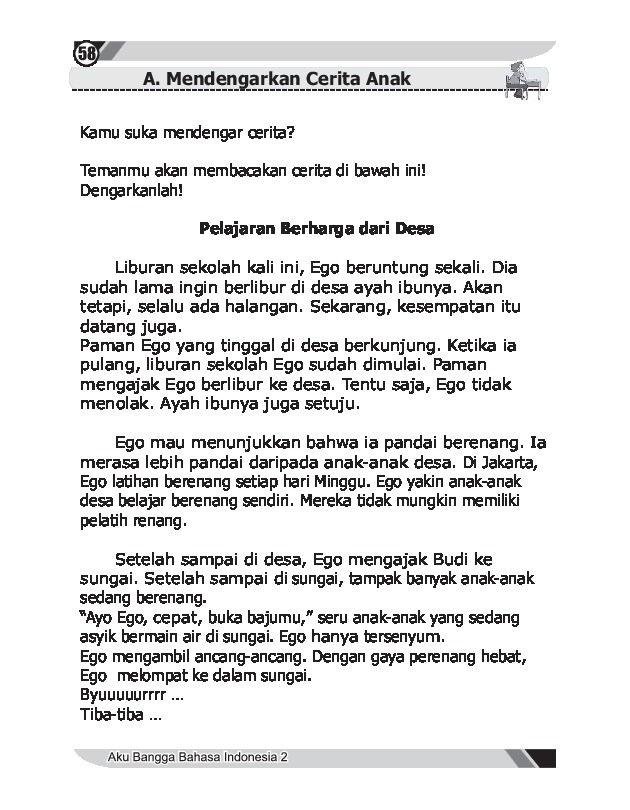 58
A. Mendengarkan Cerita Anak
Kamu suka mendengar cerita?
Temanmu akan membacakan cerita di bawah ini!
Dengarkanlah!
Pelajaran Berharga dari Desa
Liburan sekolah kali ini, Ego beruntung sekali. Dia
sudah lama ingin berlibur di desa ayah ibunya. Akan
tetapi, selalu ada halangan. Sekarang, kesempatan itu
datang juga.
Paman Ego yang tinggal di desa berkunjung. Ketika ia
pulang, liburan sekolah Ego sudah dimulai. Paman
mengajak Ego berlibur ke desa. Tentu saja, Ego tidak
menolak. Ayah ibunya juga setuju.
Ego mau menunjukkan bahwa ia pandai berenang. Ia
merasa lebih pandai daripada anak-anak desa. Di Jakarta,
Ego latihan berenang setiap hari Minggu. Ego yakin anak-anak
desa belajar berenang sendiri. Mereka tidak mungkin memiliki
pelatih renang.
Setelah sampai di desa, Ego mengajak Budi ke
sungai. Setelah sampai di sungai, tampak banyak anak-anak
sedang berenang.
"Ayo Ego, cepat, buka bajumu," seru anak-anak yang sedang
asyik bermain air di sungai. Ego hanya tersenyum.
Ego mengambil ancang-ancang. Dengan gaya perenang hebat,
Ego melompat ke dalam sungai.
Byuuuuurrrr ...
Tiba-tiba ...
Aku Bangga Bahasa Indonesia 2